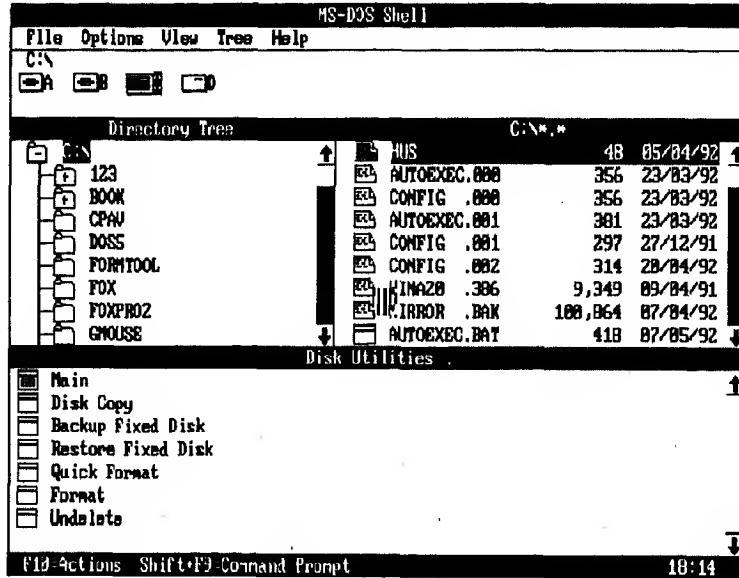 MS-DOS Shell
File Options View Tree Help
C:\
A B D
Directory Tree
C:\
123
BOOK
CPAV
DOS5
FORMTOOL
FOX
FOXPRO2
GMOUSE
C:\*.*
HUS 48 05/04/92
AUTOEXEC.000 356 23/03/92
CONFIG .000 356 23/03/92
AUTOEXEC.001 381 23/03/92
CONFIG .001 297 27/12/91
CONFIG .002 314 28/04/92
WINA20 .386 9,349 09/04/91
MIRROR .BAK 100,864 07/04/92
AUTOEXEC.BAT 418 07/05/92
Disk Utilities
Main
Disk Copy
Backup Fixed Disk
Restore Fixed Disk
Quick Format
Format
Undelete
F10=Actions Shift+F9=Command Prompt 18:14